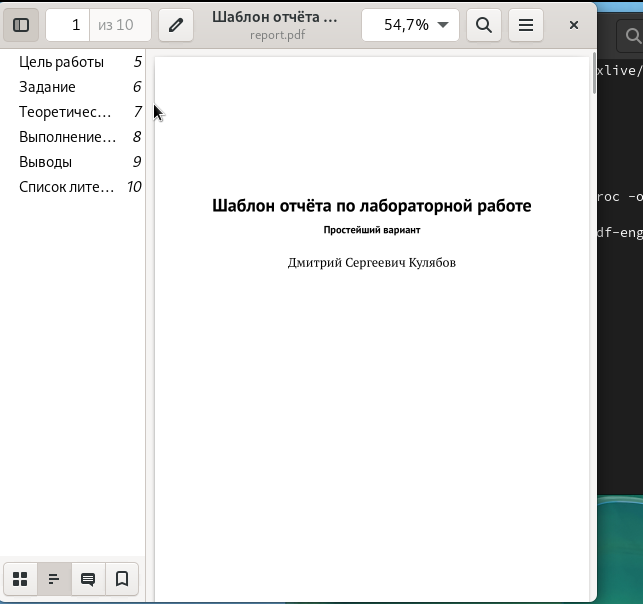 1 из 10
Шаблон отчёта ...
report.pdf
54,7%
Цель работы 5
Задание 6
Теоретичес... 7
Выполнение... 8
Выводы 9
Список лите... 10
Шаблон отчёта по лабораторной работе
Простейший вариант
Дмитрий Сергеевич Кулябов
xlive/
roc -o
df-eng